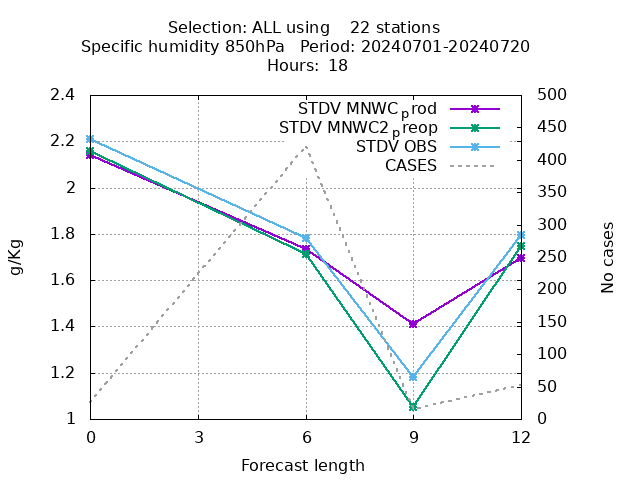 Selection: ALL using    22 stations
Specific humidity 850hPa   Period: 20240701-20240720
Hours:  18
2.4
2.2
2
1.8
1.6
1.4
1.2
1
g/Kg
500
450
400
350
300
250
200
150
100
50
0
No cases
STDV MNWC_prod
STDV MNWC2_preop
STDV OBS
CASES
0
3
6
9
12
Forecast length